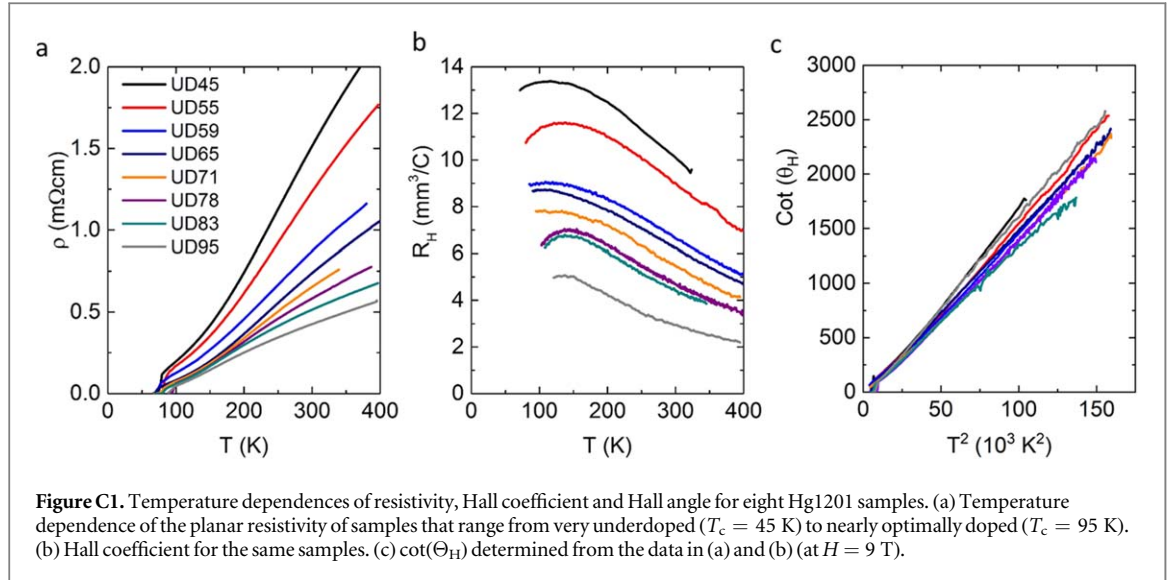 a
2.0
1.5
1.0
0.5
0.0
ρ (mΩcm)
UD45
UD55
UD59
UD65
UD71
UD78
UD83
UD95
0 100 200 300 400
T (K)
b
14
12
10
8
6
4
2
0
R_H (mm³/C)
0 100 200 300 400
T (K)
c
3000
2500
2000
1500
1000
500
0
Cot (θ_H)
50 100 150
T² (10³ K²)
Figure C1. Temperature dependences of resistivity, Hall coefficient and Hall angle for eight Hg1201 samples. (a) Temperature
dependence of the planar resistivity of samples that range from very underdoped (T_c = 45 K) to nearly optimally doped (T_c = 95 K).
(b) Hall coefficient for the same samples. (c) cot(Θ_H) determined from the data in (a) and (b) (at H = 9 T).